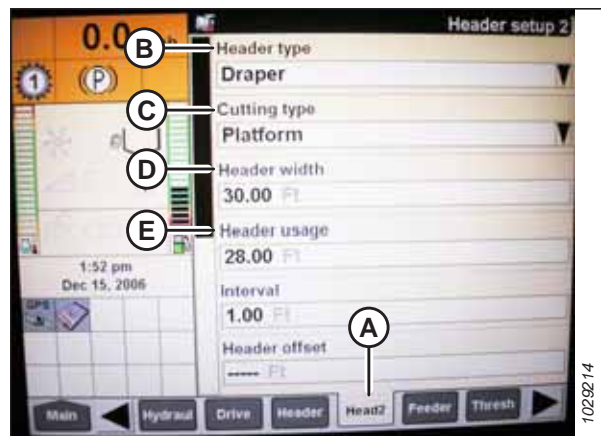 0.0
Header setup 2
B
Header type
1
(P)
Draper
C
Cutting type
Platform
D
Header width
30.00 Ft
E
Header usage
28.00 Ft
1:52 pm
Dec 15, 2006
Interval
1.00 Ft
GPS
A
Header offset
----- Ft
Main
Hydraul
Drive
Header
Head2
Feeder
Thresh
1029214